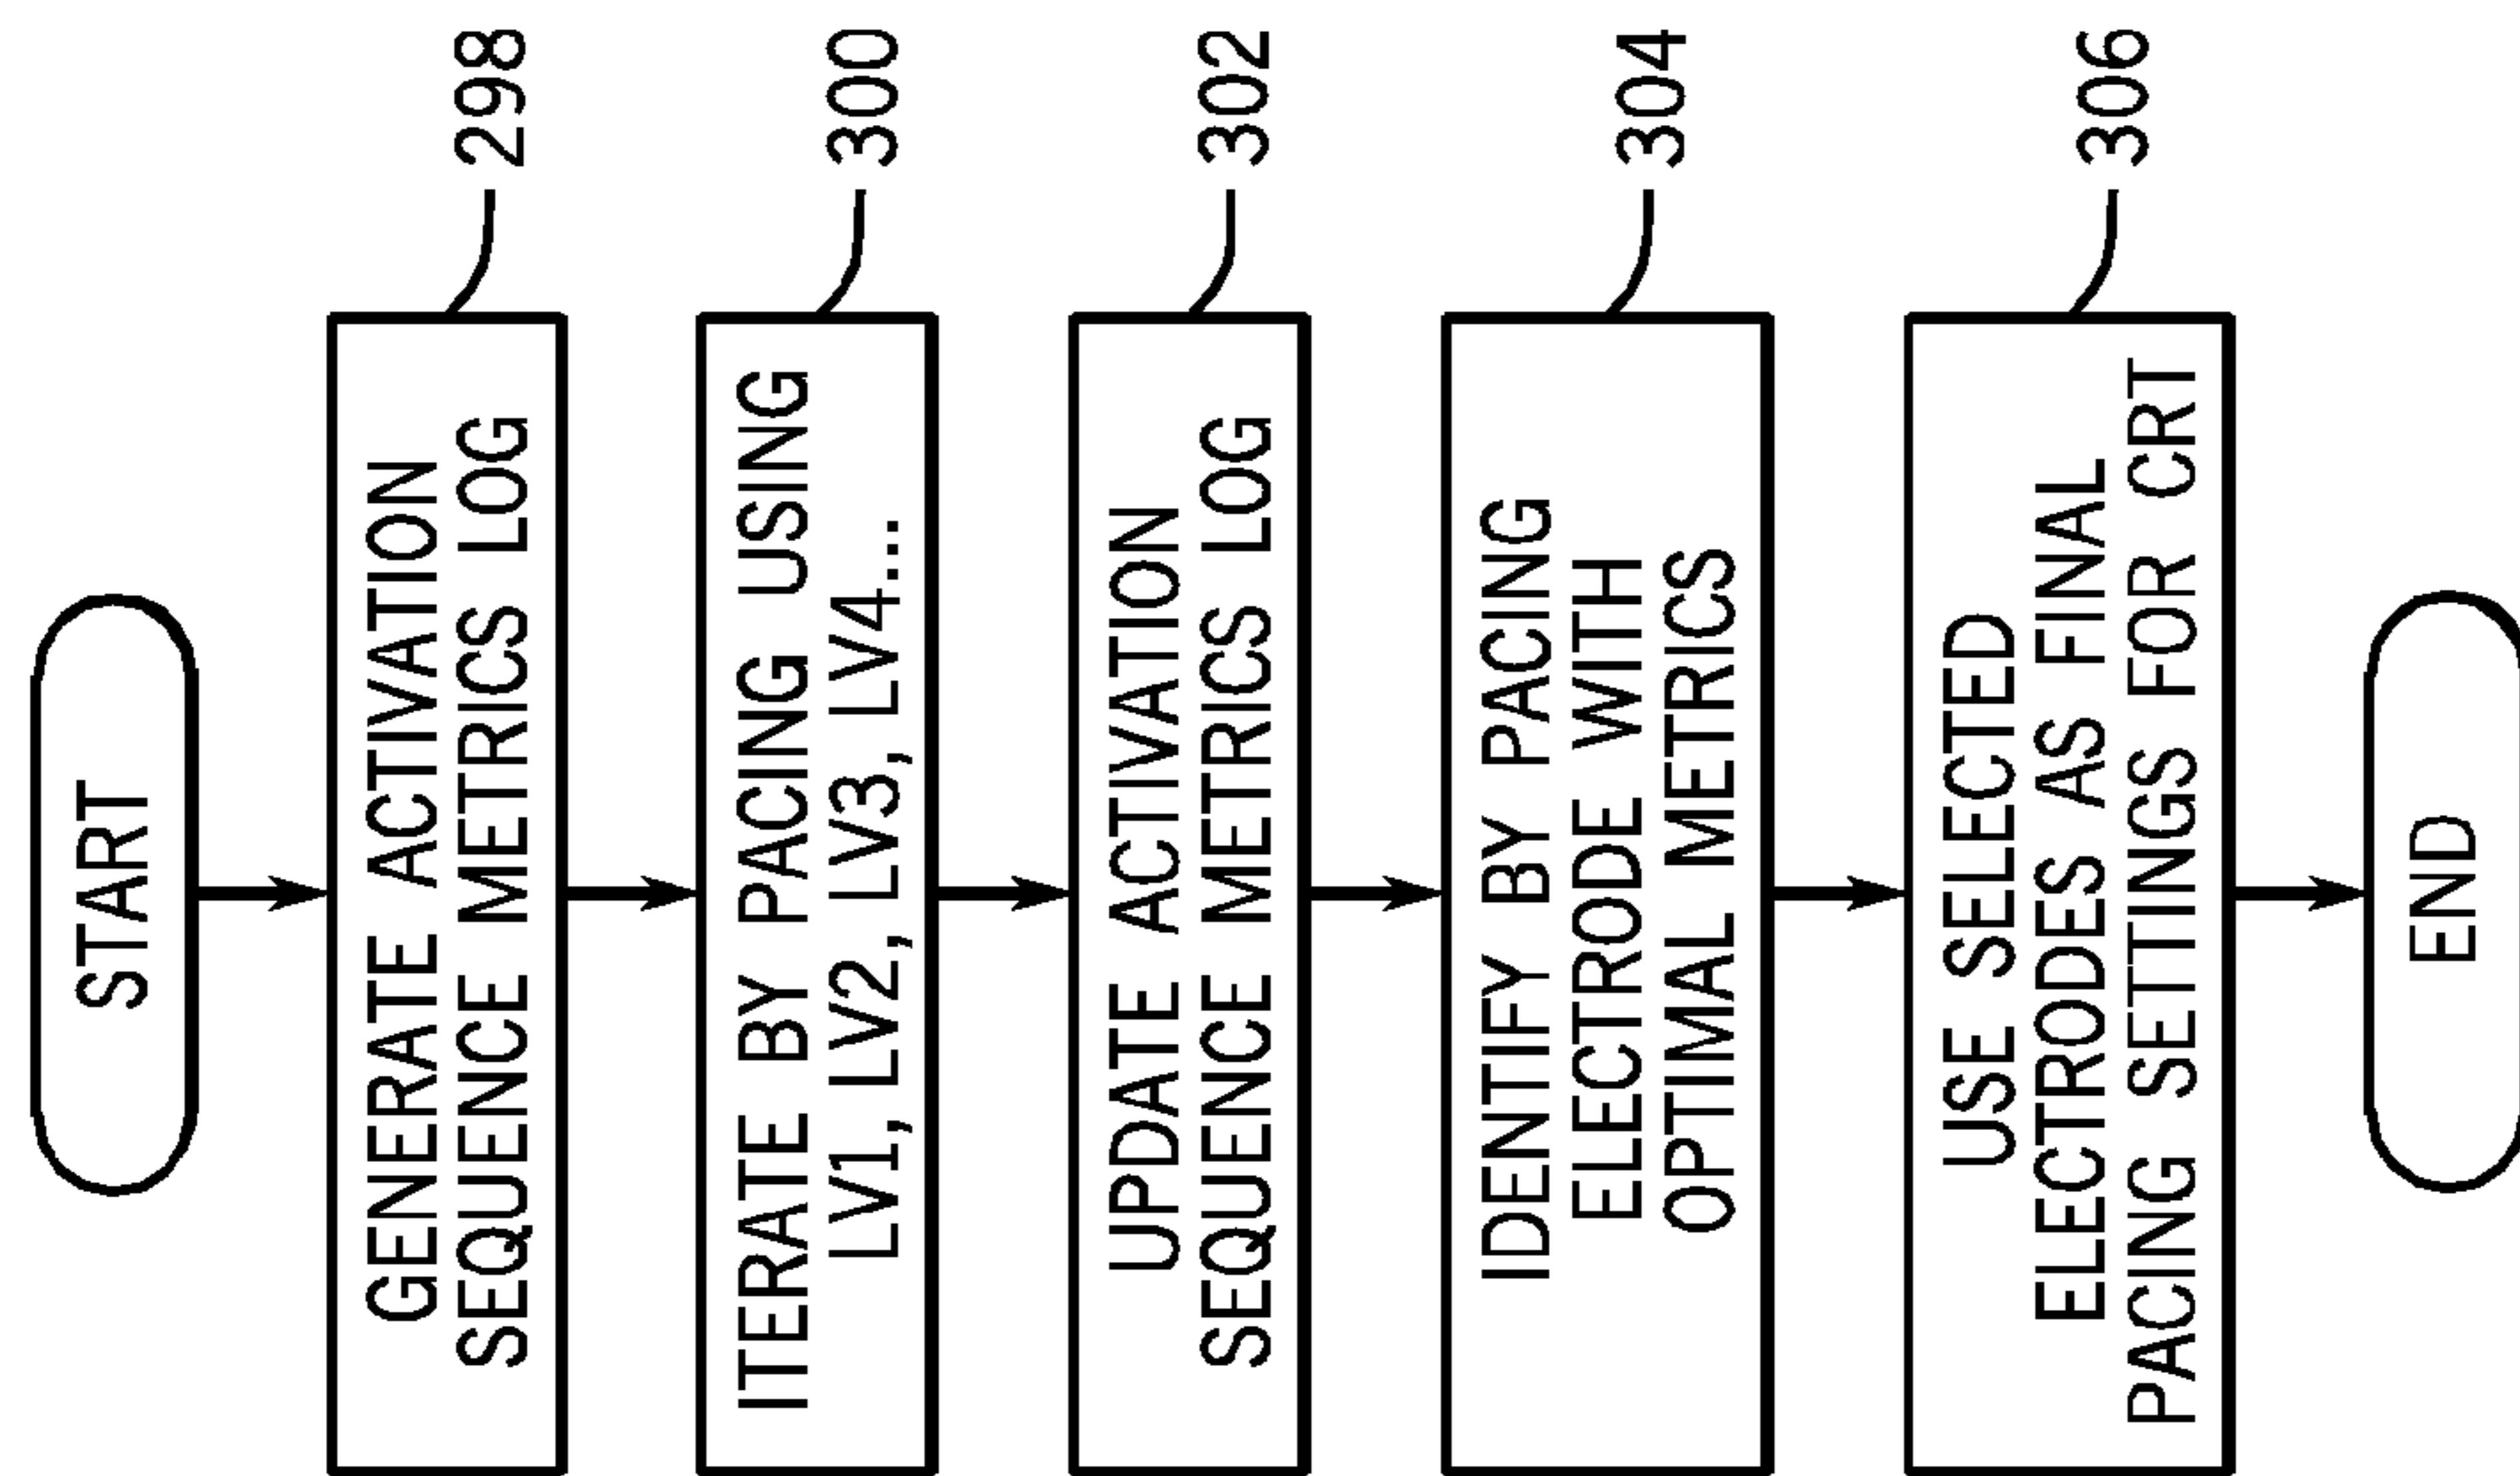 START
GENERATE ACTIVATION
SEQUENCE METRICS LOG
298
ITERATE BY PACING USING
LV1, LV2, LV3, LV4...
300
UPDATE ACTIVATION
SEQUENCE METRICS LOG
302
IDENTIFY BY PACING
ELECTRODE WITH
OPTIMAL METRICS
304
USE SELECTED
ELECTRODES AS FINAL
PACING SETTINGS FOR CRT
306
END